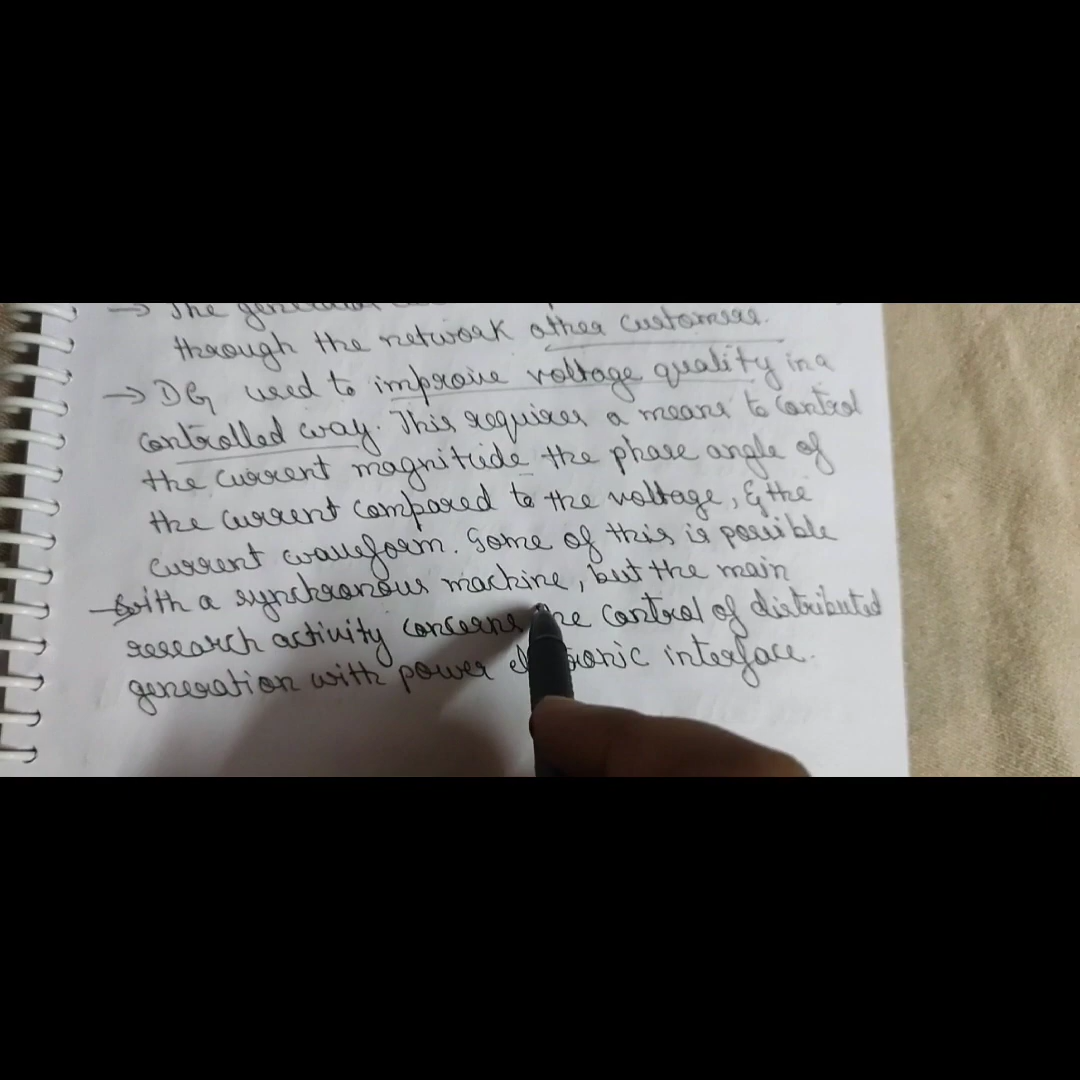 → The
through the network other customers.
→ DG used to improve voltage quality in a
controlled way. This requires a means to control
the current magnitude the phase angle of
the current compared to the voltage, & the
current waveform. Some of this is possible
with a synchronous machine, but the main
research activity concerns control of distributed
generation with power interface.